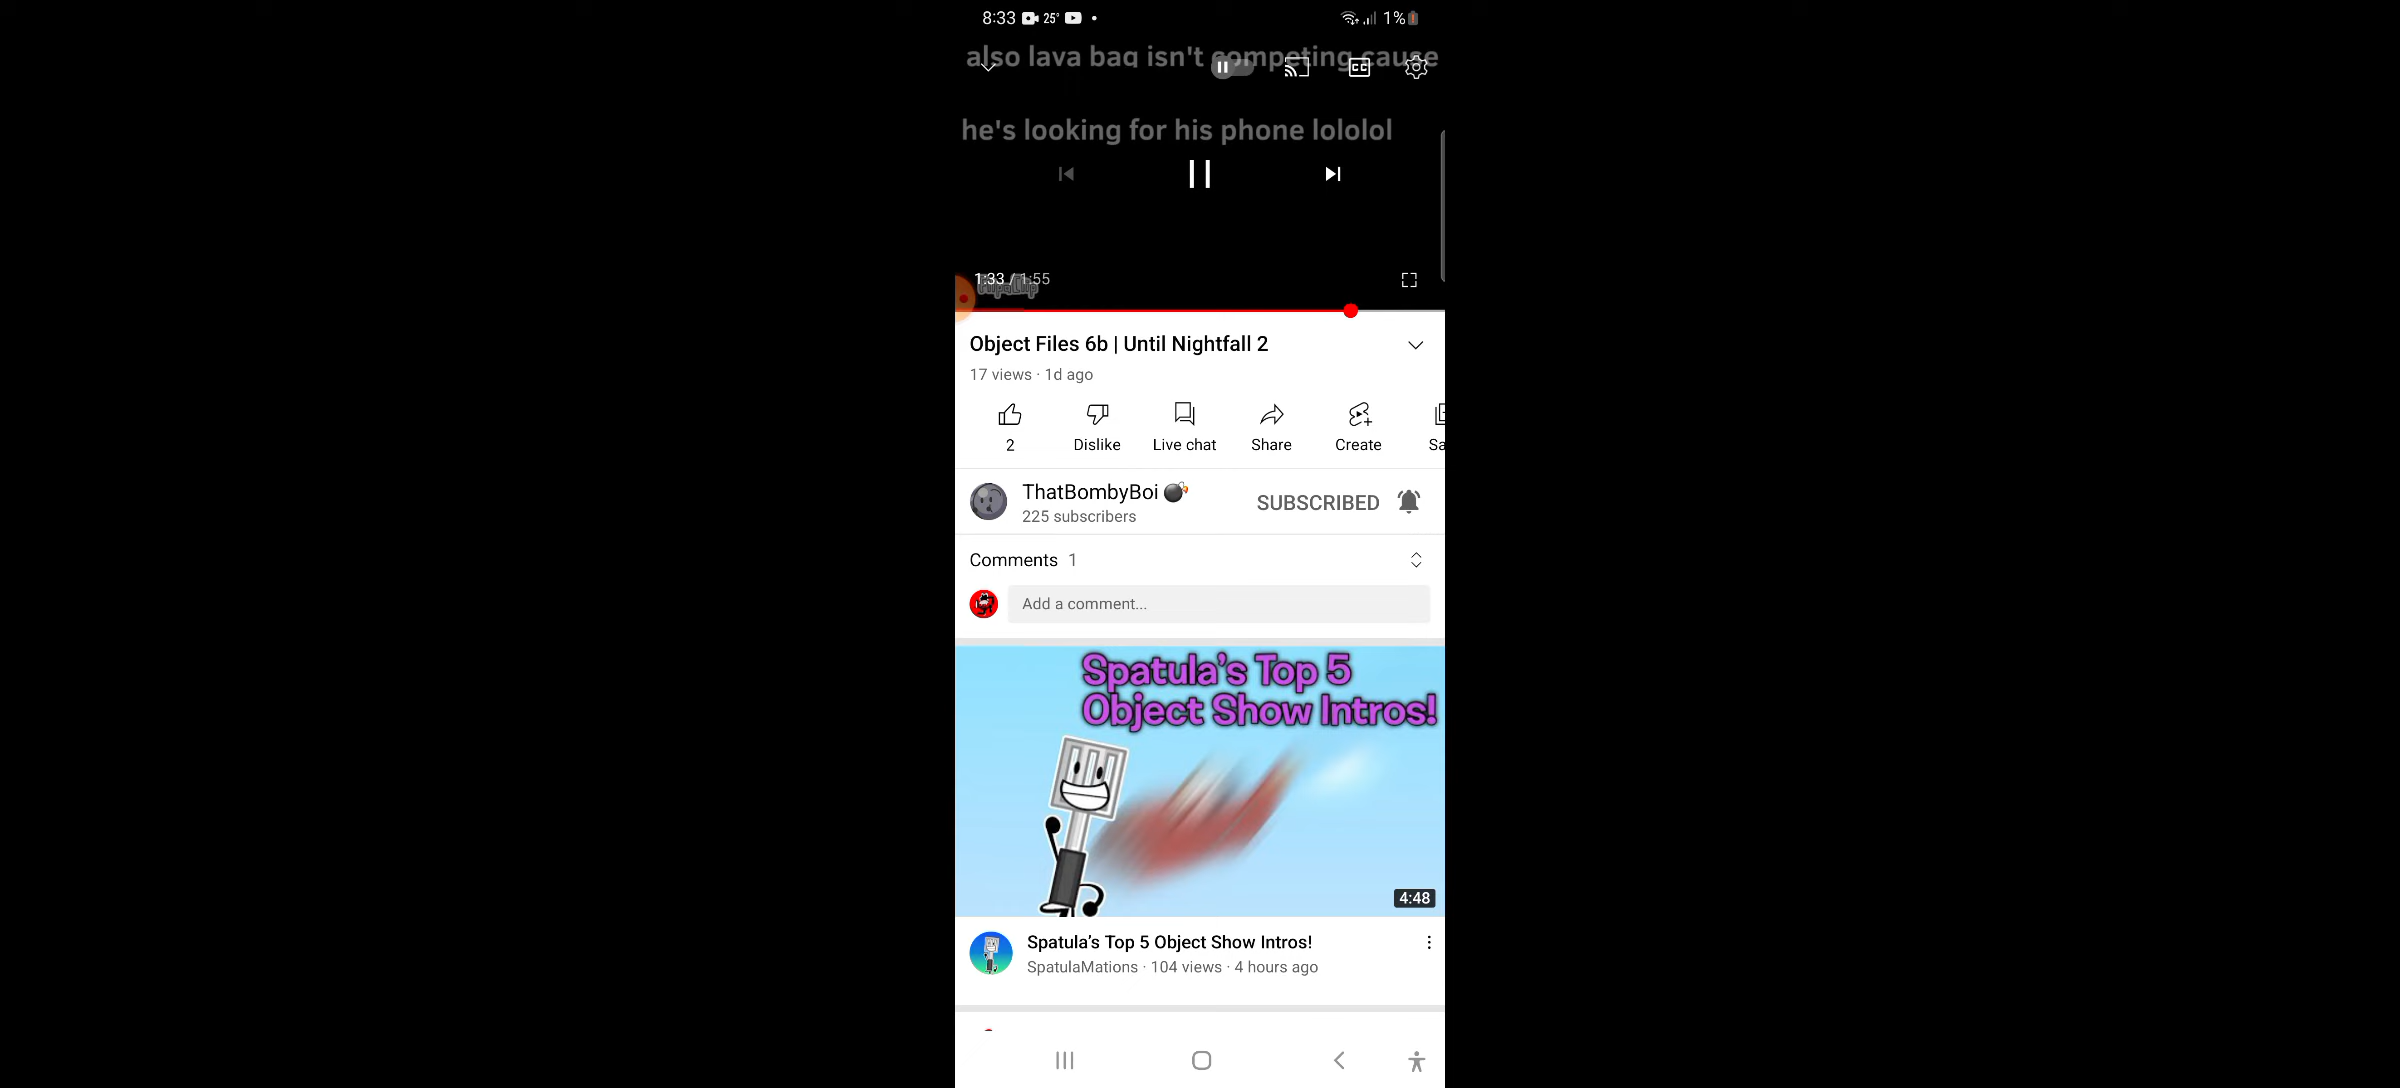 8:33 25° 1%
also lava bag isn't competing cause
he's looking for his phone lololol
1:33 / 1:55
Object Files 6b | Until Nightfall 2
17 views · 1d ago
2 Dislike Live chat Share Create Sa
ThatBombyBoi
225 subscribers
SUBSCRIBED
Comments 1
Add a comment...
Spatula's Top 5
Object Show Intros!
4:48
Spatula's Top 5 Object Show Intros!
SpatulaMations · 104 views · 4 hours ago